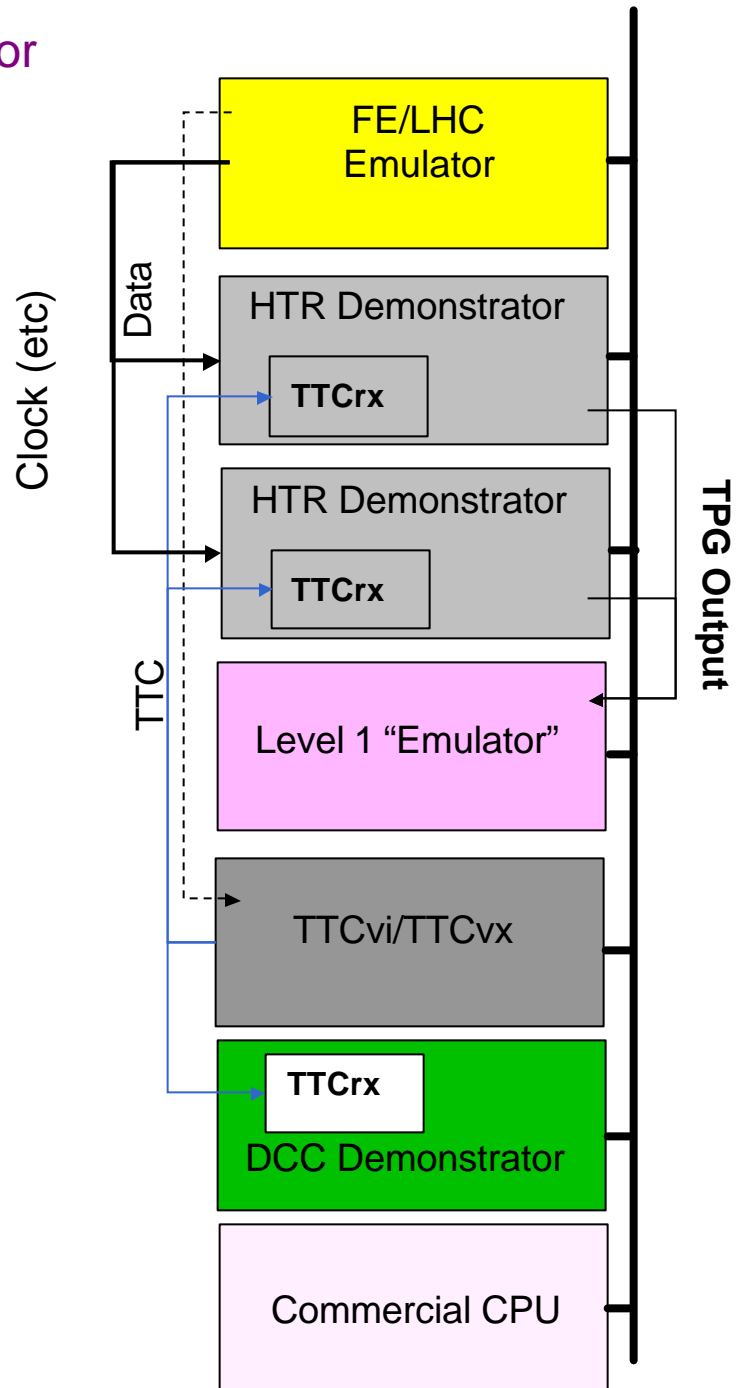 or
FE/LHC
Emulator
Clock (etc)
Data
HTR Demonstrator
TTCrx
HTR Demonstrator
TTCrx
TPG Output
TTC
Level 1 “Emulator”
TTCvi/TTCvx
TTCrx
DCC Demonstrator
Commercial CPU